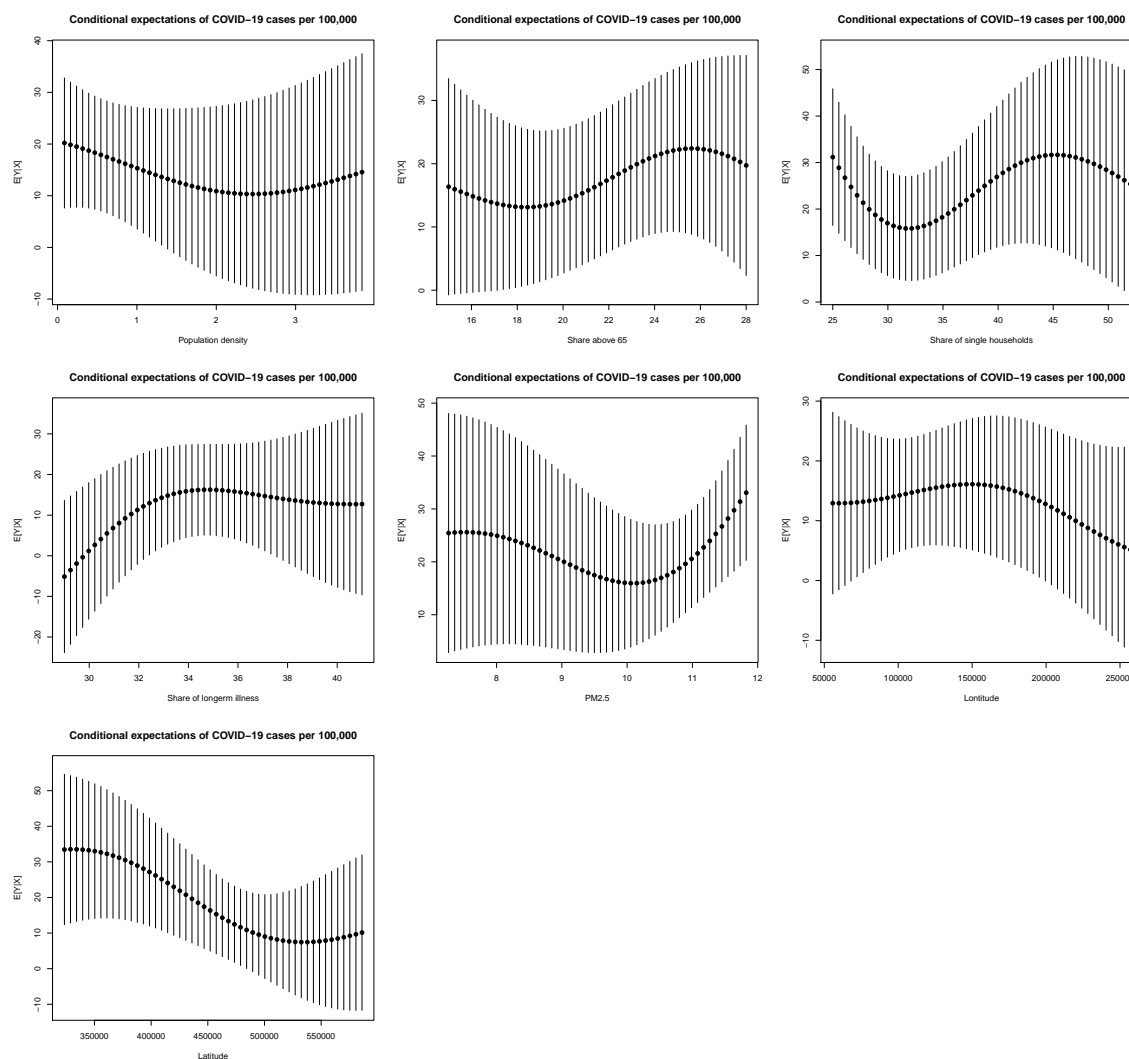 Conditional expectations of COVID−19 cases per 100,000
E[Y|X]
40
30
20
10
0
−10
0 1 2 3
Population density
Conditional expectations of COVID−19 cases per 100,000
E[Y|X]
30
20
10
0
16 18 20 22 24 26 28
Share above 65
Conditional expectations of COVID−19 cases per 100,000
E[Y|X]
50
40
30
20
10
0
25 30 35 40 45 50
Share of single households
Conditional expectations of COVID−19 cases per 100,000
E[Y|X]
30
20
10
0
−10
−20
30 32 34 36 38 40
Share of longerm illness
Conditional expectations of COVID−19 cases per 100,000
E[Y|X]
50
40
30
20
10
8 9 10 11 12
PM2.5
Conditional expectations of COVID−19 cases per 100,000
E[Y|X]
30
20
10
0
−10
50000 100000 150000 200000
Lontitude
Conditional expectations of COVID−19 cases per 100,000
E[Y|X]
50
40
30
20
10
0
−10
350000 400000 450000 500000 550000
Latitude